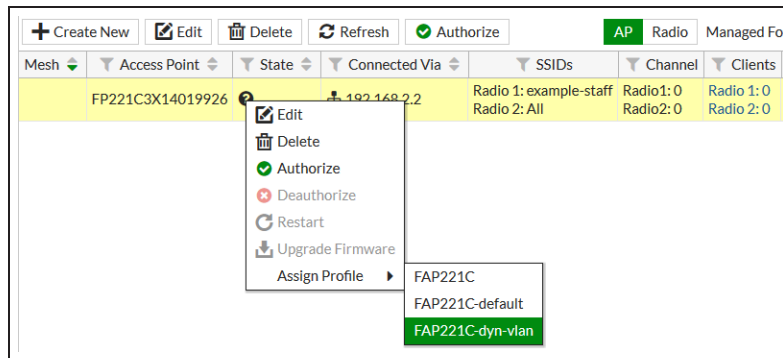 Create New Edit Delete Refresh Authorize AP Radio Managed Fo
Mesh Access Point State Connected Via SSIDs Channel Clients
FP221C3X14019926 192.168.2.2 Radio 1: example-staff Radio1: 0 Radio 1: 0
Radio 2: All Radio2: 0 Radio 2: 0
Edit
Delete
Authorize
Deauthorize
Restart
Upgrade Firmware
Assign Profile FAP221C
FAP221C-default
FAP221C-dyn-vlan